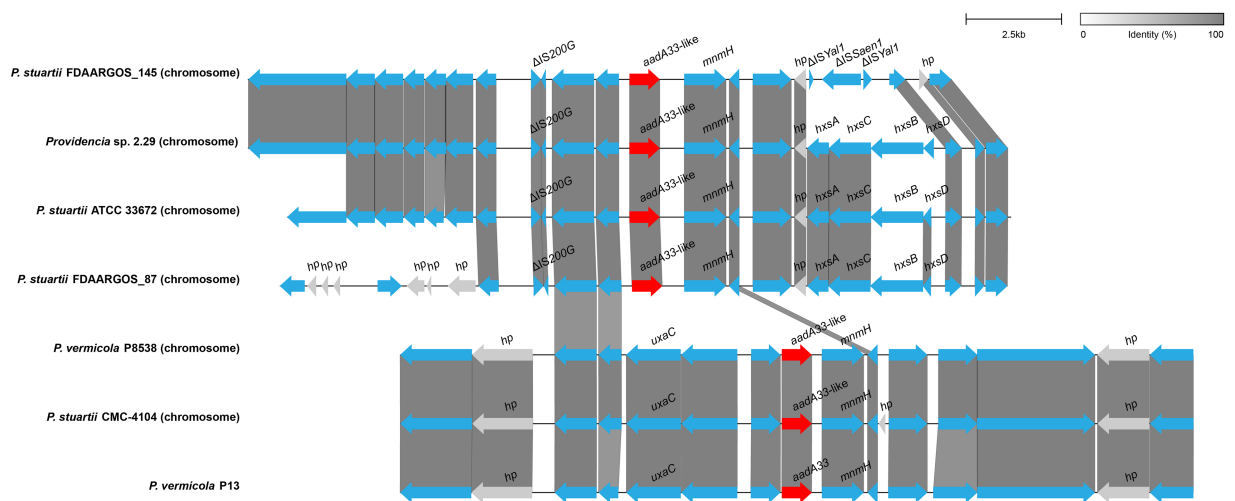 2.5kb
0 Identity (%) 100
ΔIS200G aadA33-like mnmH hp ΔISYal1 ΔISSaen1 ΔISYal1 hp
P. stuartii FDAARGOS_145 (chromosome)
ΔIS200G aadA33-like mnmH hp hxsA hxsC hxsB hxsD
Providencia sp. 2.29 (chromosome)
ΔIS200G aadA33-like mnmH hp hxsA hxsC hxsB hxsD
P. stuartii ATCC 33672 (chromosome)
hp hp hp hp hp hp ΔIS200G aadA33-like mnmH hp hxsA hxsC hxsB hxsD
P. stuartii FDAARGOS_87 (chromosome)
hp uxaC aadA33-like mnmH hp
P. vermicola P8538 (chromosome)
hp uxaC aadA33-like mnmH hp hp
P. stuartii CMC-4104 (chromosome)
hp uxaC aadA33 mnmH hp
P. vermicola P13